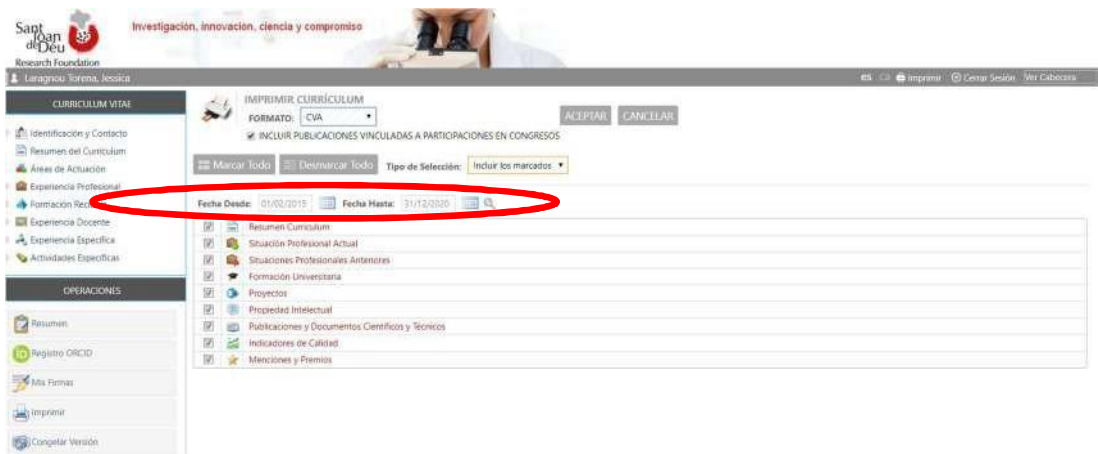 Sant
Joan
de Déu
Research Foundation
Investigación, innovación, ciencia y compromiso
Laragnou Torena, Jessica
es ca Imprimir Cerrar Sesión Ver Cabecera
CURRICULUM VITAE
Identificación y Contacto
Resumen del Curriculum
Áreas de Actuación
Experiencia Profesional
Formación
Experiencia Docente
Experiencia Específica
Actividades Específicas
OPERACIONES
Resumen
Registro ORCID
Mis Firmas
Imprimir
Congelar Versión
IMPRIMIR CURRÍCULUM
FORMATO: CVA
ACEPTAR CANCELAR
INCLUIR PUBLICACIONES VINCULADAS A PARTICIPACIONES EN CONGRESOS
Marcar Todo Desmarcar Todo Tipo de Selección: Incluir los marcados
Fecha Desde: 01/02/2015 Fecha Hasta: 31/12/2020
Resumen Curriculum
Situación Profesional Actual
Situaciones Profesionales Anteriores
Formación Universitaria
Proyectos
Propiedad Intelectual
Publicaciones y Documentos Científicos y Técnicos
Indicadores de Calidad
Menciones y Premios